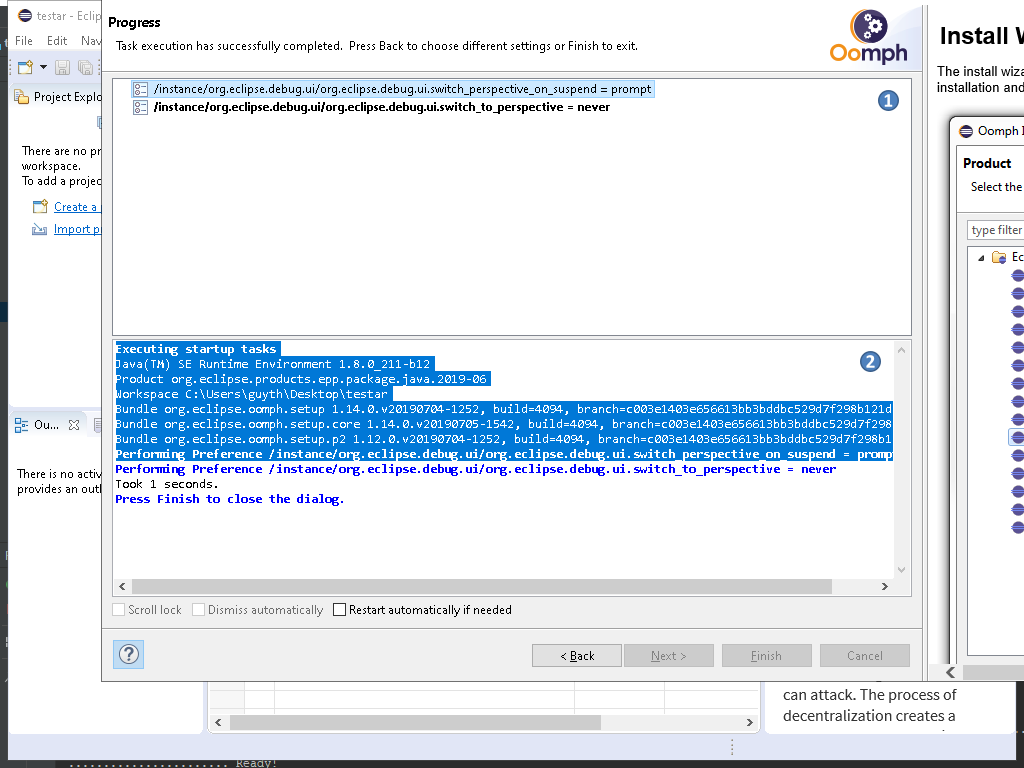 testar - Eclip
File Edit Nav
Project Explo
There are no pr
workspace.
To add a projec
Create a
Import pr
Ou...
There is no activ
provides an outl
Progress
Task execution has successfully completed. Press Back to choose different settings or Finish to exit.
Oomph
/instance/org.eclipse.debug.ui/org.eclipse.debug.ui.switch_perspective_on_suspend = prompt
/instance/org.eclipse.debug.ui/org.eclipse.debug.ui.switch_to_perspective = never
1
Executing startup tasks
Java(TM) SE Runtime Environment 1.8.0_211-b12
Product org.eclipse.products.epp.package.java.2019-06
Workspace C:\Users\guyth\Desktop\testar
Bundle org.eclipse.oomph.setup 1.14.0.v20190704-1252, build=4094, branch=c003e1403e656613bb3bddbc529d7f298b121d
Bundle org.eclipse.oomph.setup.core 1.14.0.v20190705-1542, build=4094, branch=c003e1403e656613bb3bddbc529d7f298
Bundle org.eclipse.oomph.setup.p2 1.12.0.v20190704-1252, build=4094, branch=c003e1403e656613bb3bddbc529d7f298b1
Performing Preference /instance/org.eclipse.debug.ui/org.eclipse.debug.ui.switch_perspective_on_suspend = promp
Performing Preference /instance/org.eclipse.debug.ui/org.eclipse.debug.ui.switch_to_perspective = never
Took 1 seconds.
Press Finish to close the dialog.
2
Scroll lock Dismiss automatically Restart automatically if needed
? < Back Next > Finish Cancel
Install W
The install wiza
installation and
Oomph I
Product
Select the
type filter
Ec
can attack. The process of
decentralization creates a
Ready!